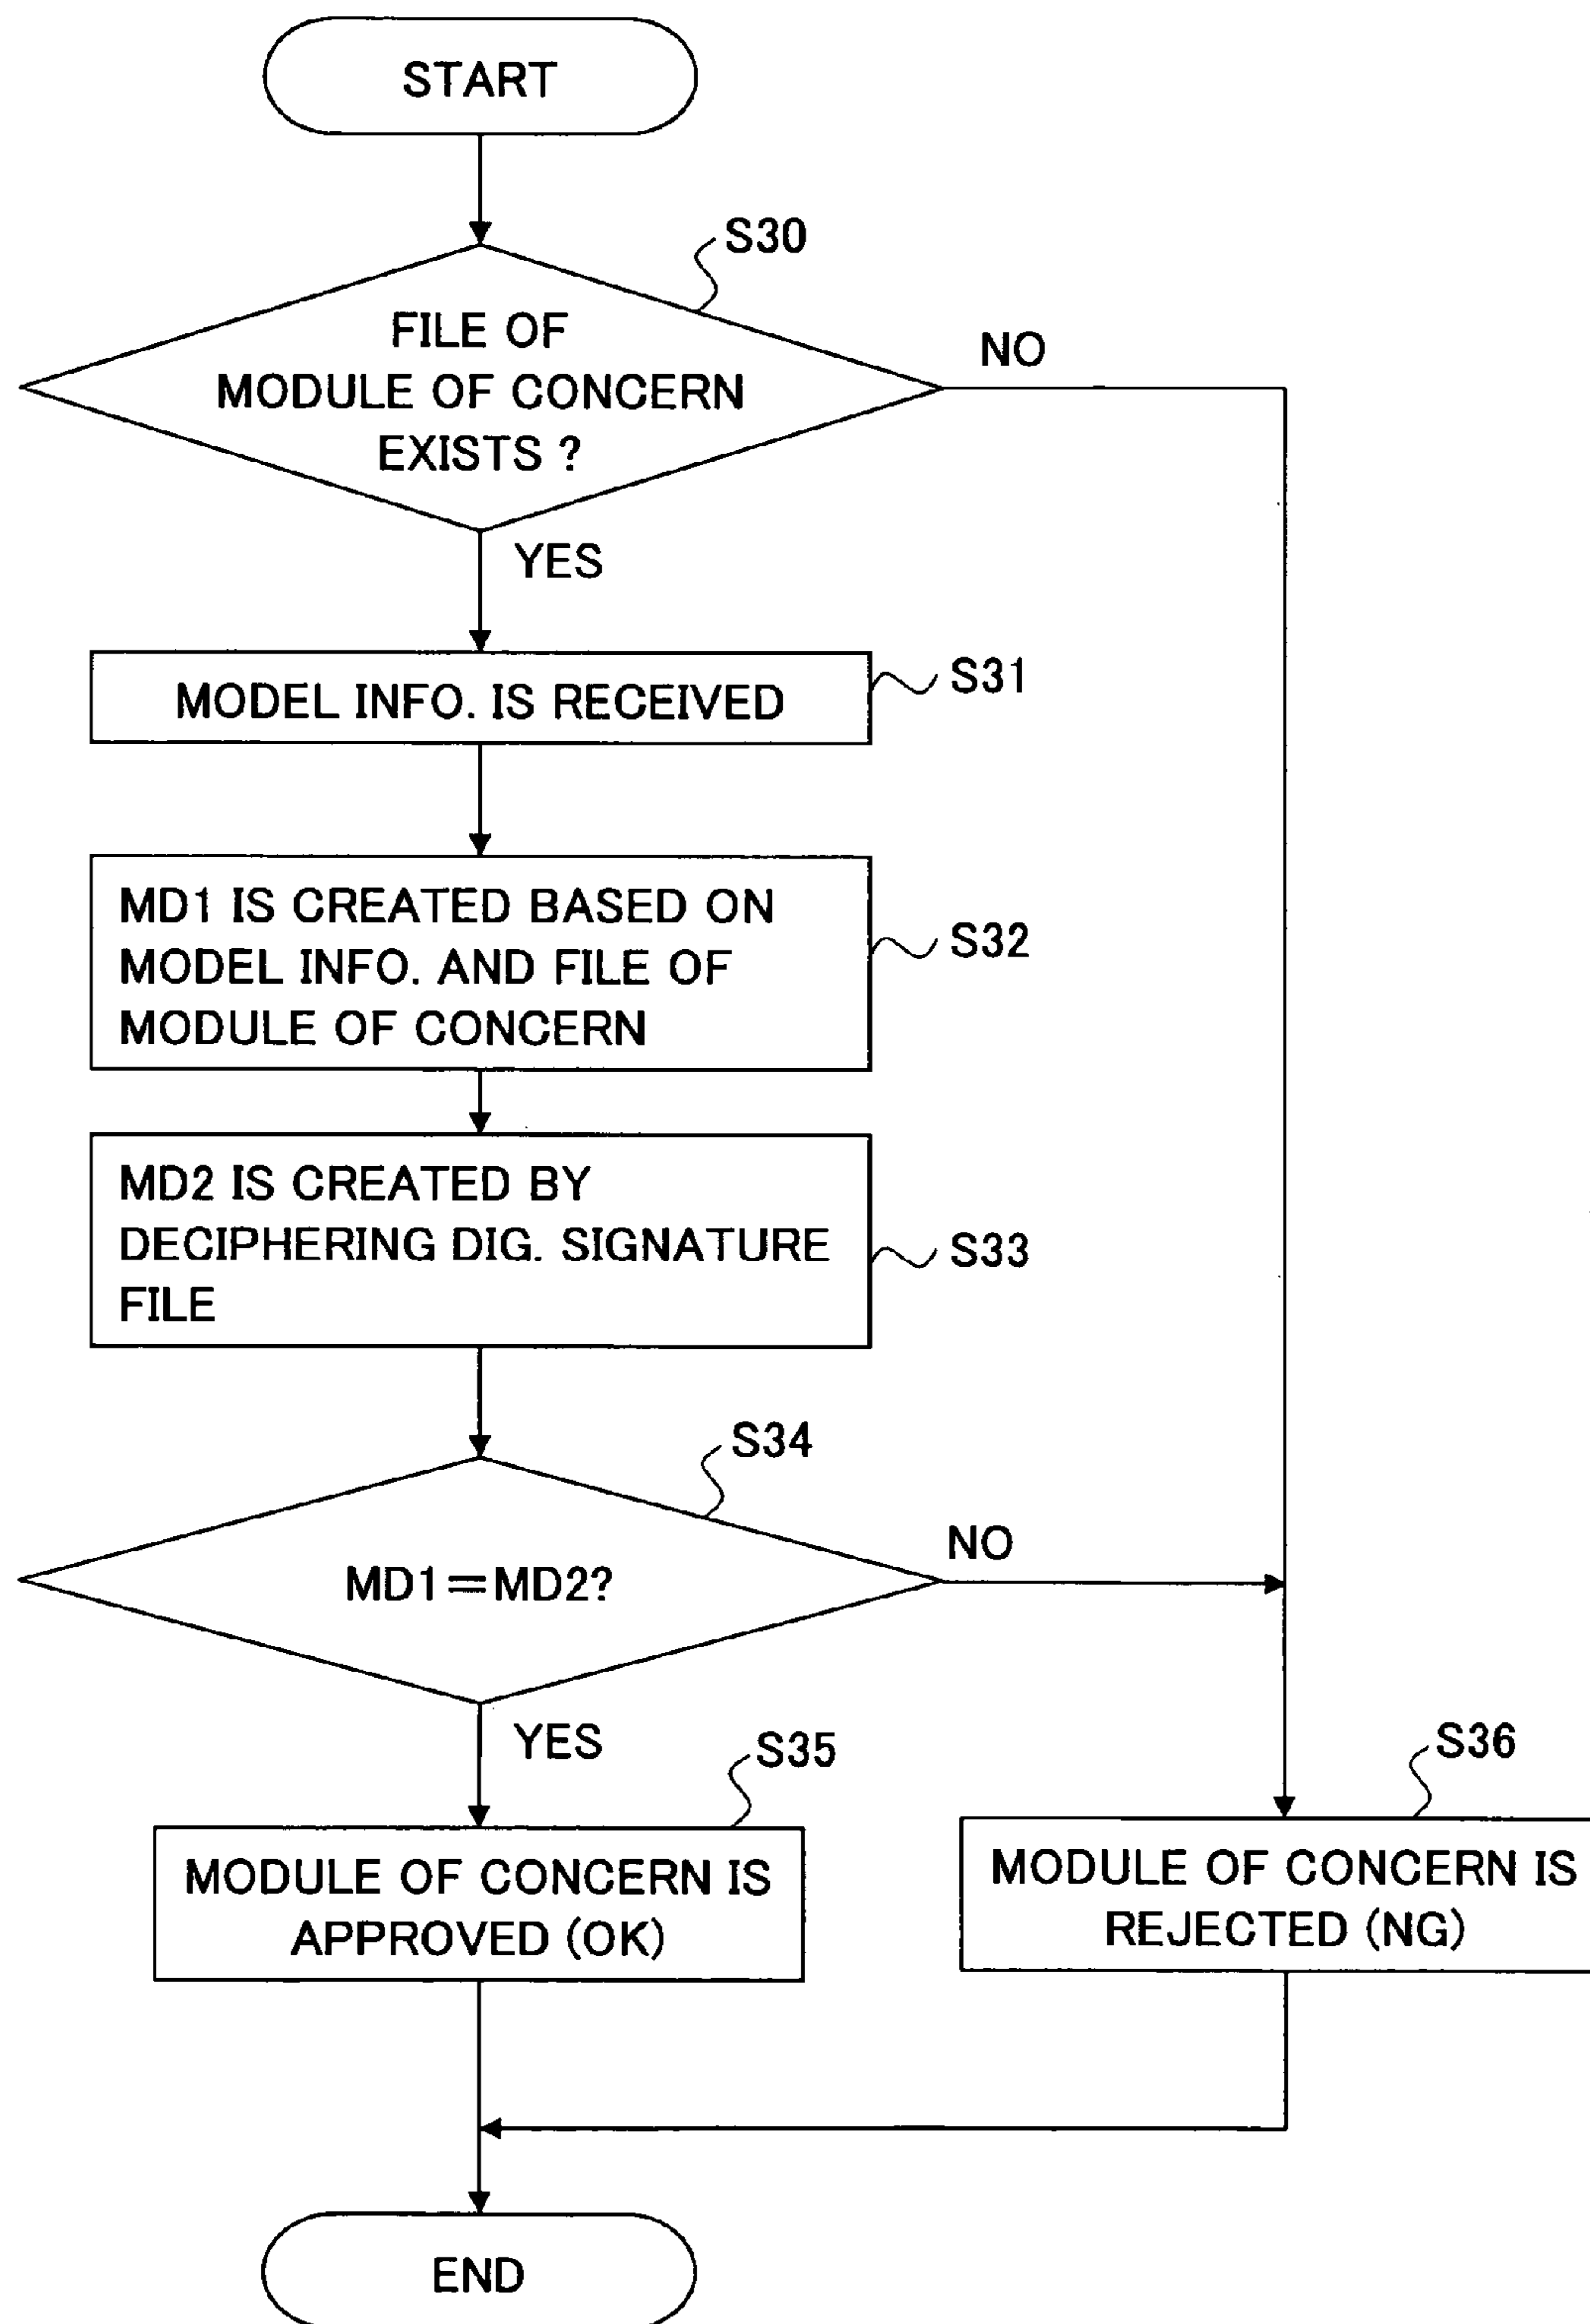 START
S30
FILE OF
MODULE OF CONCERN
EXISTS ?
NO
YES
MODEL INFO. IS RECEIVED
S31
MD1 IS CREATED BASED ON
MODEL INFO. AND FILE OF
MODULE OF CONCERN
S32
MD2 IS CREATED BY
DECIPHERING DIG. SIGNATURE
FILE
S33
S34
MD1=MD2?
NO
YES
S35
MODULE OF CONCERN IS
APPROVED (OK)
S36
MODULE OF CONCERN IS
REJECTED (NG)
END